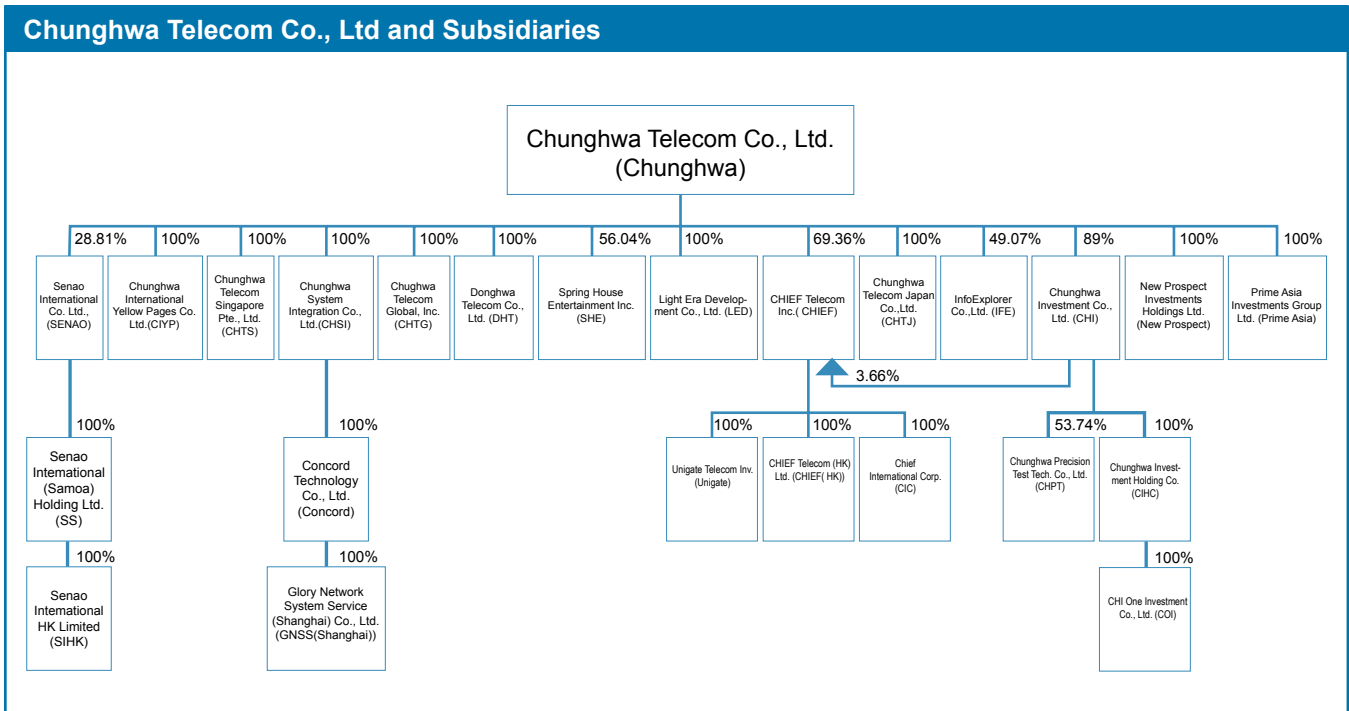 Chunghwa Telecom Co., Ltd and Subsidiaries
Chunghwa Telecom Co., Ltd.
(Chunghwa)
28.81%
100%
100%
100%
100%
100%
56.04%
100%
69.36%
100%
49.07%
89%
100%
100%
Senao
International
Co. Ltd.,
(SENAO)
Chunghwa
International
Yellow Pages Co.
Ltd.(CIYP)
Chunghwa
Telecom
Singapore
Pte., Ltd.
(CHTS)
Chunghwa
System
Integration Co.,
Ltd.(CHSI)
Chughwa
Telecom
Global, Inc.
(CHTG)
Donghwa
Telecom Co.,
Ltd. (DHT)
Spring House
Entertainment Inc.
(SHE)
Light Era Develop-
ment Co., Ltd. (LED)
CHIEF Telecom
Inc.( CHIEF)
Chunghwa
Telecom Japan
Co.,Ltd.
(CHTJ)
InfoExplorer
Co.,Ltd. (IFE)
Chunghwa
Investment Co.,
Ltd. (CHI)
New Prospect
Investments
Holdings Ltd.
(New Prospect)
Prime Asia
Investments Group
Ltd. (Prime Asia)
3.66%
100%
100%
100%
100%
100%
53.74%
100%
Senao
International
(Samoa)
Holding Ltd.
(SS)
Concord
Technology
Co., Ltd.
(Concord)
Unigate Telecom Inv.
(Unigate)
CHIEF Telecom (HK)
Ltd. (CHIEF( HK))
Chief
International Corp.
(CIC)
Chunghwa Precision
Test Tech. Co., Ltd.
(CHPT)
Chunghwa Invest-
ment Holding Co.
(CIHC)
100%
100%
100%
Senao
International
HK Limited
(SIHK)
Glory Network
System Service
(Shanghai) Co., Ltd.
(GNSS(Shanghai))
CHI One Investment
Co., Ltd. (COI)